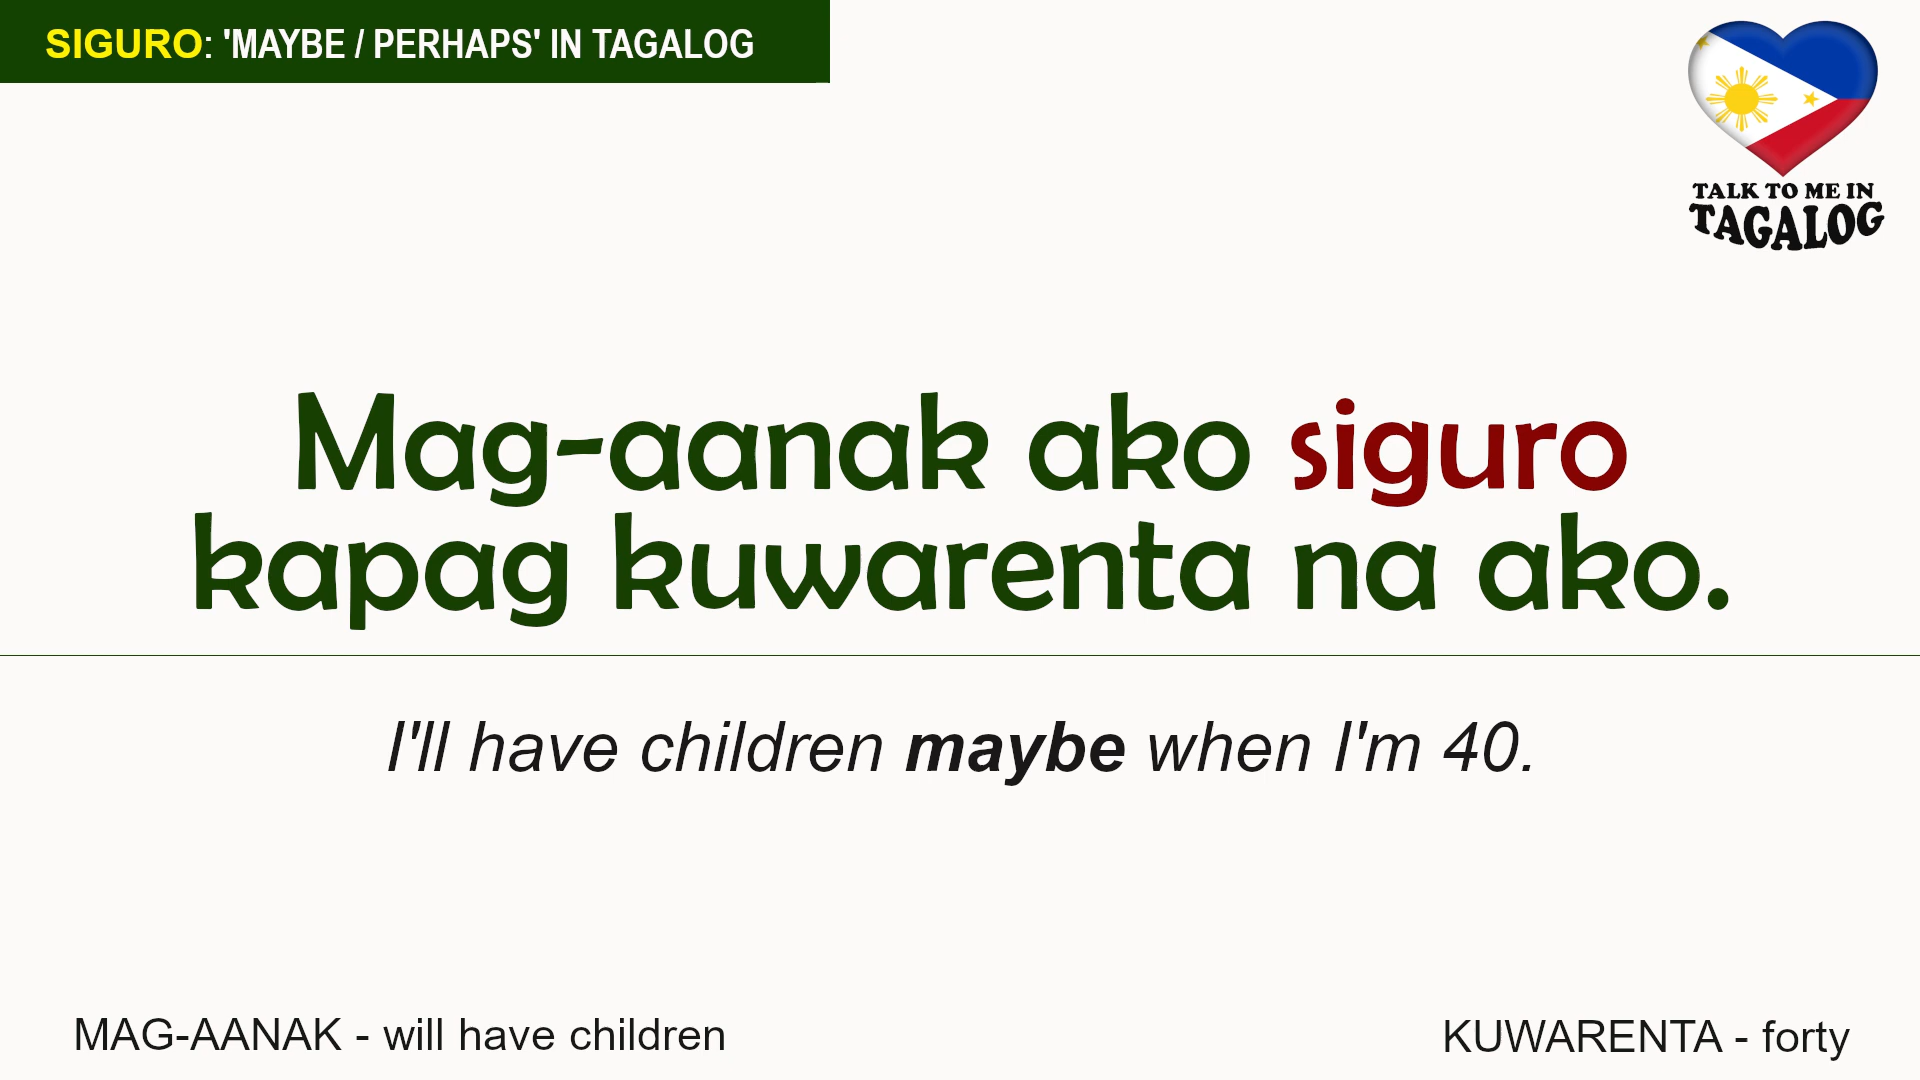 SIGURO: 'MAYBE / PERHAPS' IN TAGALOG
TALK TO ME IN
TAGALOG
Mag-aanak ako siguro
kapag kuwarenta na ako.
I'll have children maybe when I'm 40.
MAG-AANAK - will have children
KUWARENTA - forty